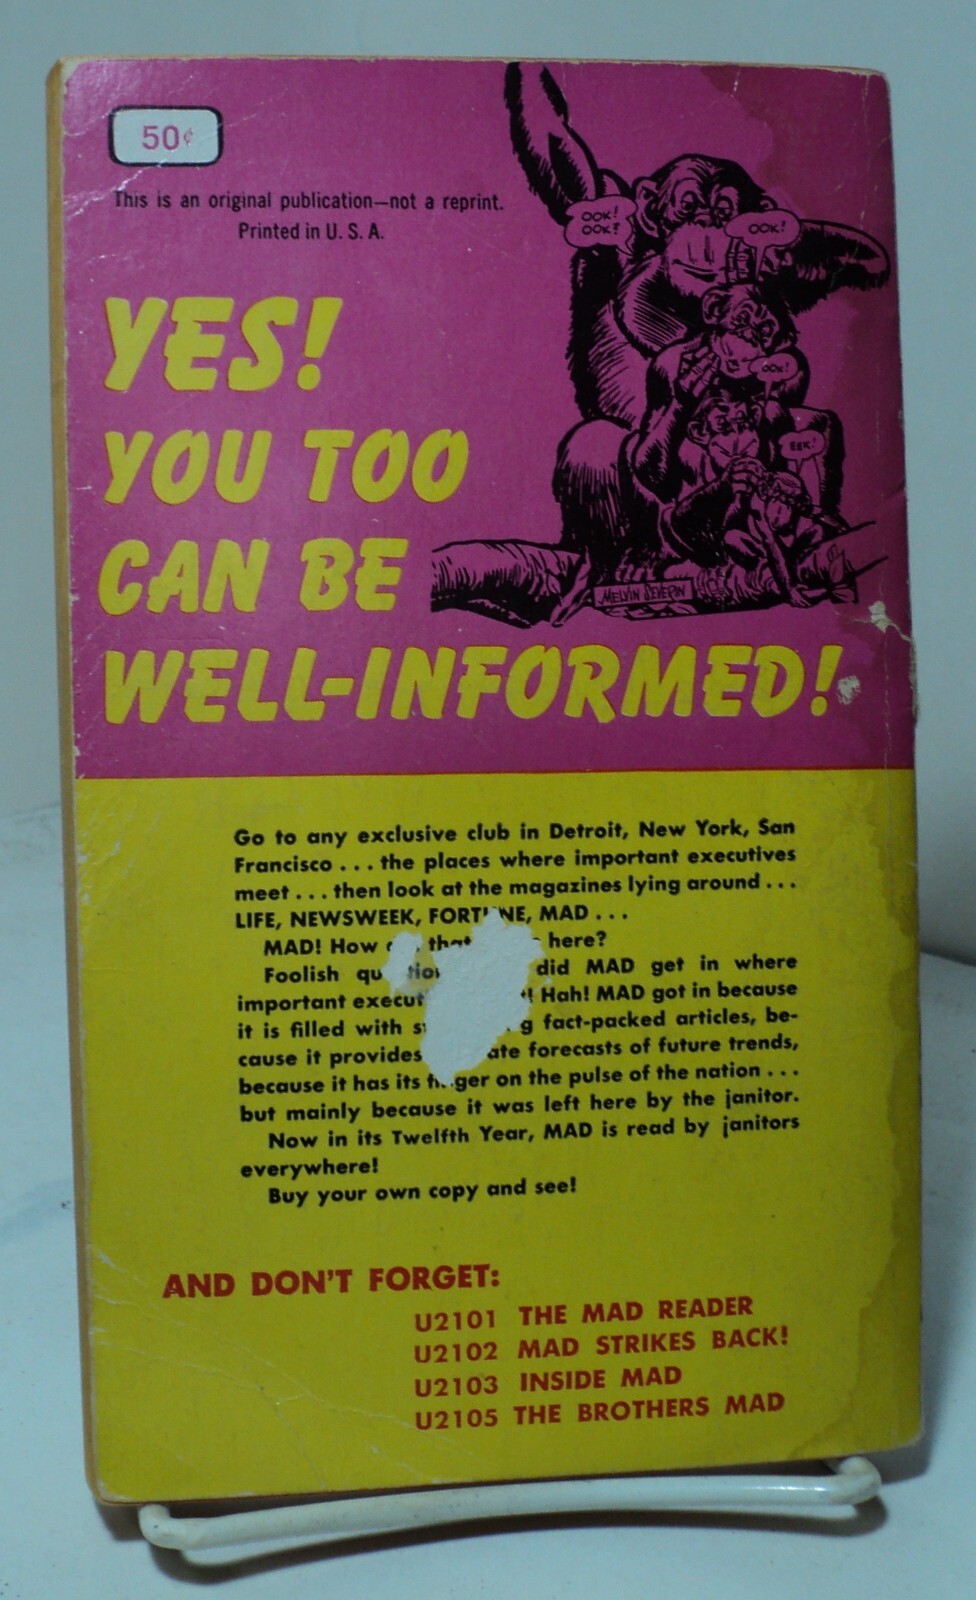 50¢
This is an original publication—not a reprint.
Printed in U. S. A.
OOK!
OOK!
OOK!
OOK!
EEK!
MELVIN SEVERIN
YES!
YOU TOO
CAN BE
WELL-INFORMED!
Go to any exclusive club in Detroit, New York, San
Francisco . . . the places where important executives
meet . . . then look at the magazines lying around . . .
LIFE, NEWSWEEK, FORTUNE, MAD . . .
MAD! How that here?
Foolish did MAD get in where
important Hah! MAD got in because
it is filled with fact-packed articles, be-
cause it provides forecasts of future trends,
because it has its finger on the pulse of the nation . . .
but mainly because it was left here by the janitor.
Now in its Twelfth Year, MAD is read by janitors
everywhere!
Buy your own copy and see!
AND DON'T FORGET:
U2101 THE MAD READER
U2102 MAD STRIKES BACK!
U2103 INSIDE MAD
U2105 THE BROTHERS MAD